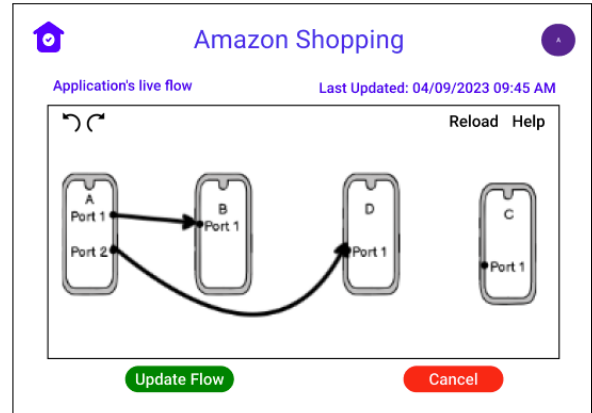 Amazon Shopping
A
Application's live flow
Last Updated: 04/09/2023 09:45 AM
Reload Help
A
Port 1
Port 2
B
Port 1
D
Port 1
C
Port 1
Update Flow
Cancel